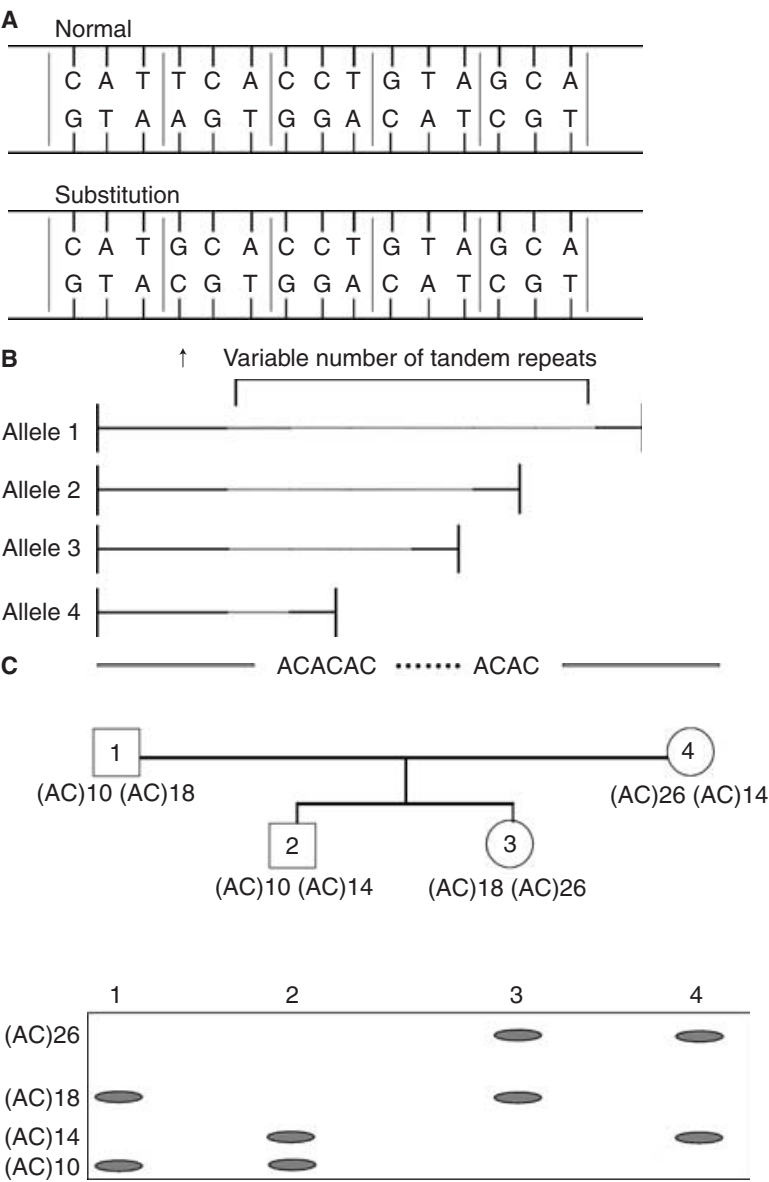 A
Normal
C A T T C A C C T G T A G C A
G T A A G T G G A C A T C G T
Substitution
C A T G C A C C T G T A G C A
G T A C G T G G A C A T C G T
B ↑ Variable number of tandem repeats
Allele 1
Allele 2
Allele 3
Allele 4
C ACACAC ······· ACAC
1 4
(AC)10 (AC)18 (AC)26 (AC)14
2 3
(AC)10 (AC)14 (AC)18 (AC)26
1 2 3 4
(AC)26
(AC)18
(AC)14
(AC)10